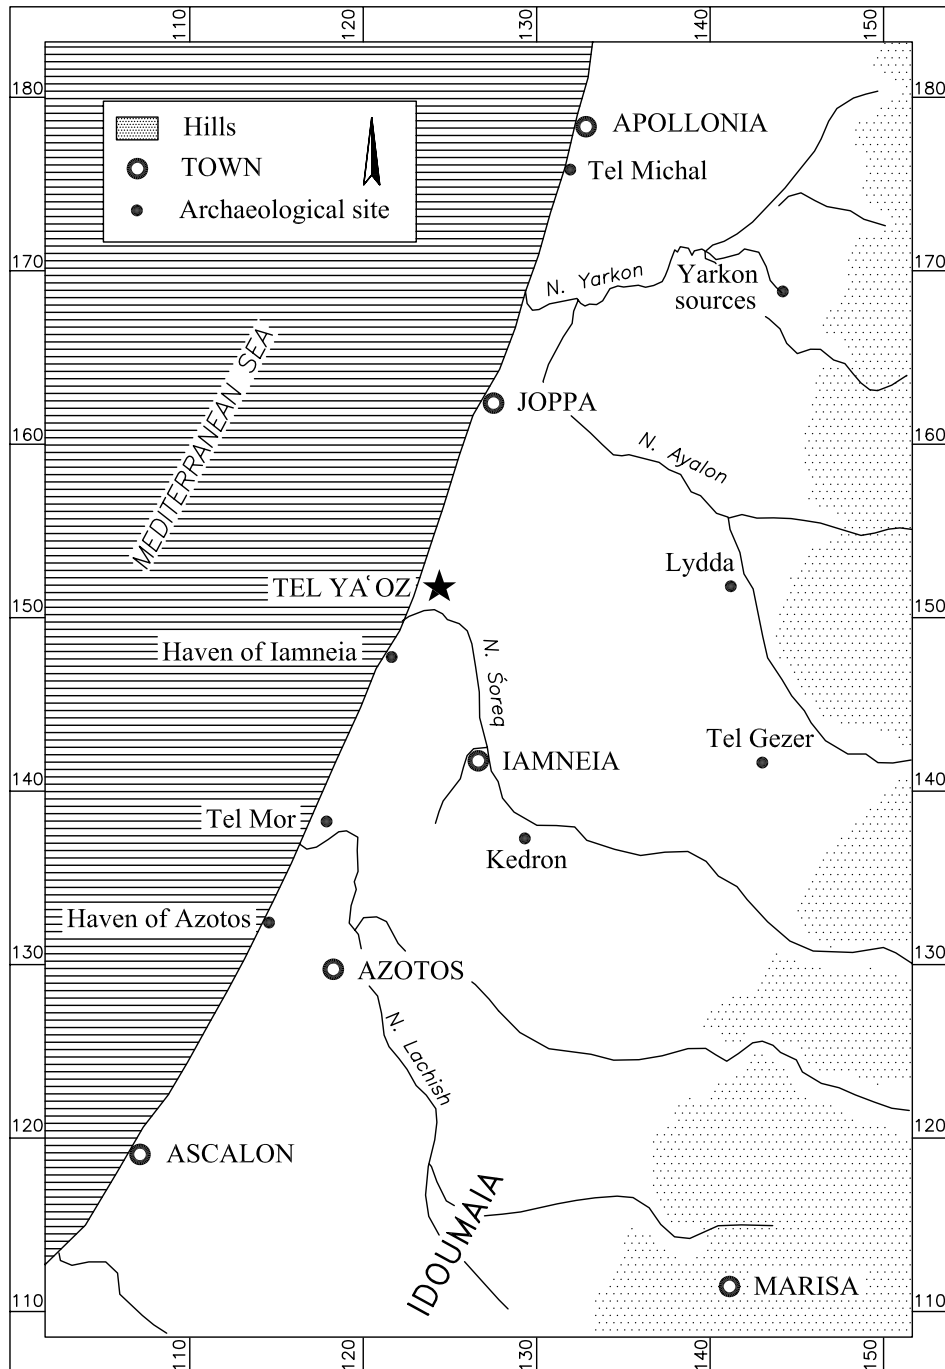 110 120 130 140 150
180 180
Hills
TOWN
Archaeological site
APOLLONIA
Tel Michal
170 170
N. Yarkon
Yarkon
sources
MEDITERRANEAN SEA
JOPPA
160 160
N. Ayalon
Lydda
TEL YAʿOZ
150 150
Haven of Iamneia
N. Śoreq
Tel Gezer
IAMNEIA
140 140
Tel Mor
Kedron
Haven of Azotos
130 130
AZOTOS
N. Lachish
120 120
ASCALON
IDOUMAIA
MARISA
110 110
110 120 130 140 150